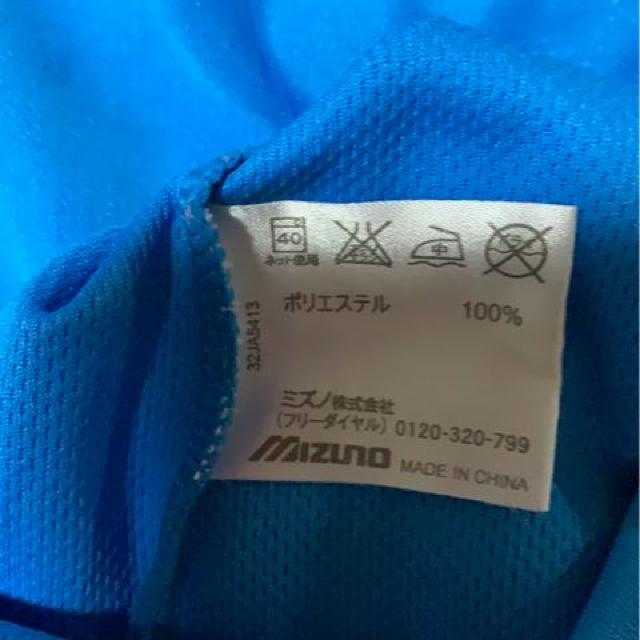 40
ネット使用
中
ポリエステル 100%
32JA5413
ミズノ株式会社
(フリーダイヤル) 0120-320-799
MIZUNO MADE IN CHINA